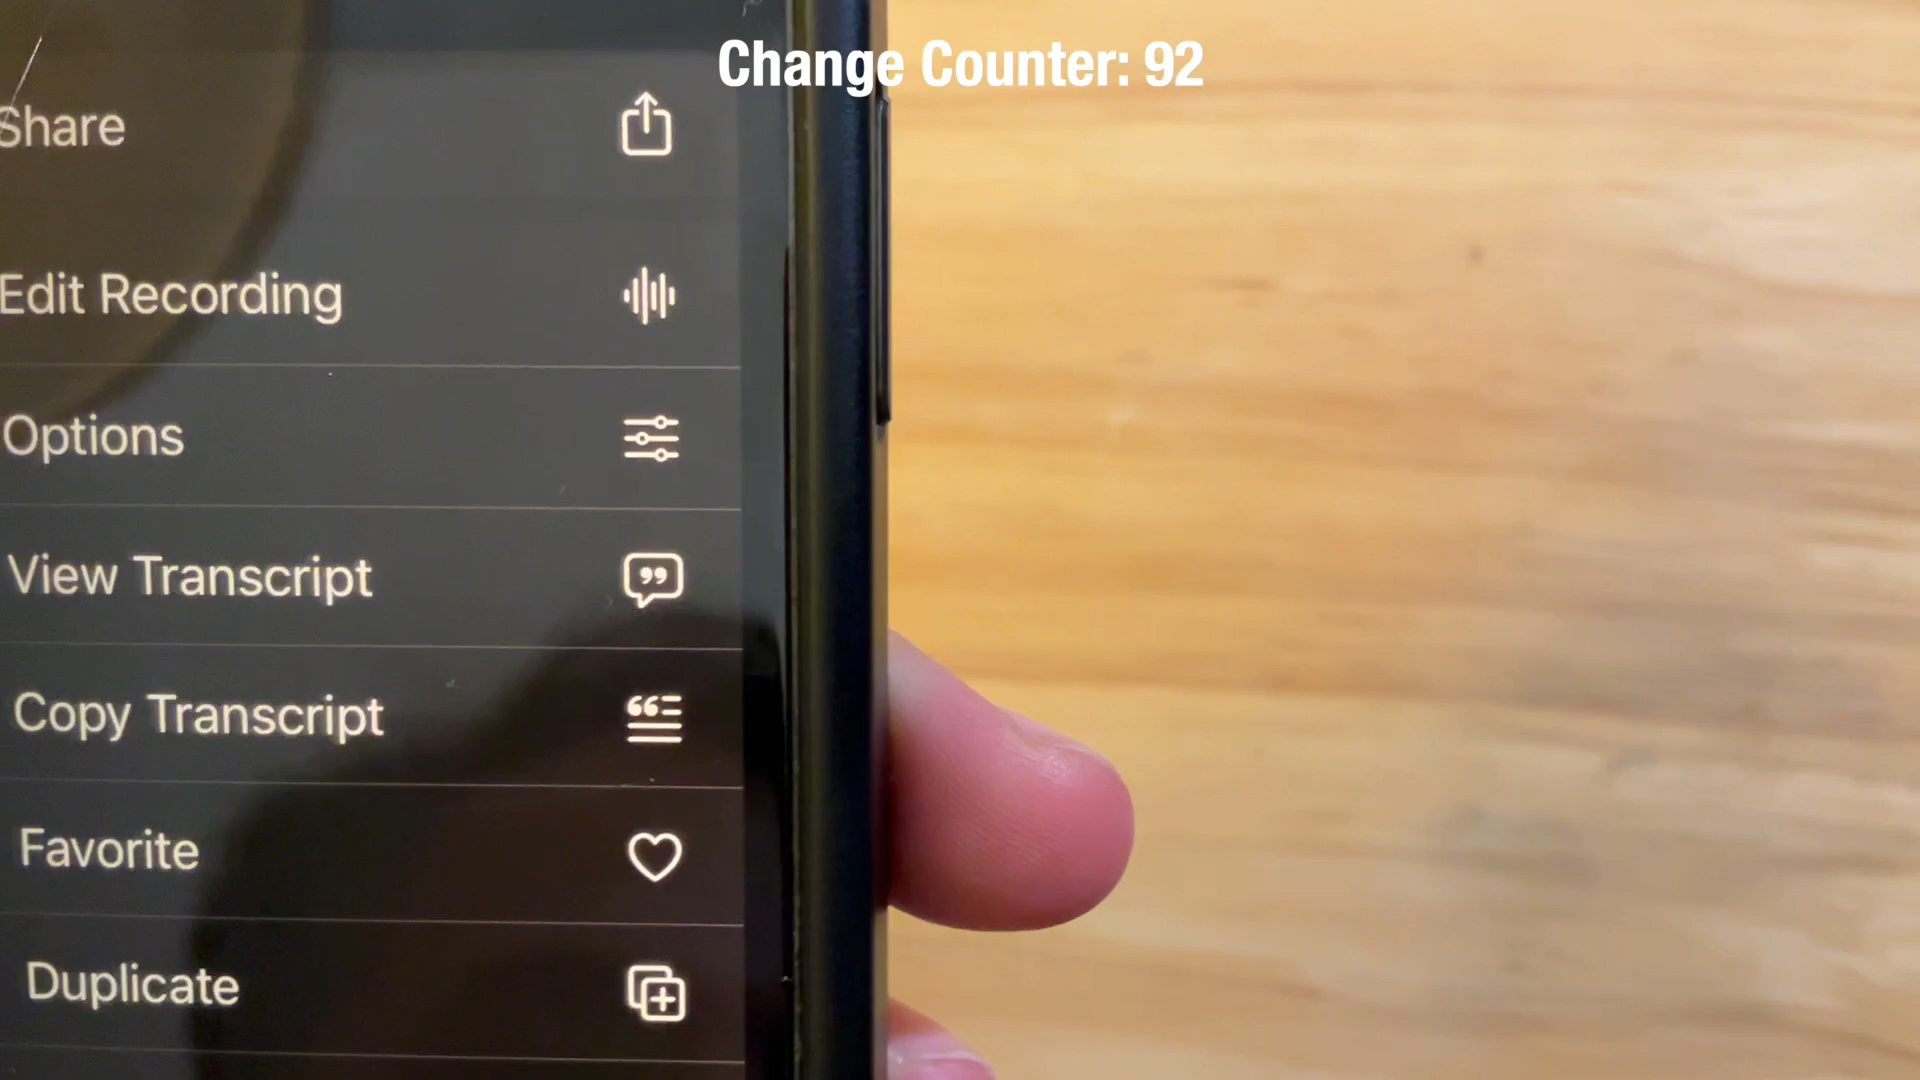 Change Counter: 92
Share
Edit Recording
Options
View Transcript
Copy Transcript
Favorite
Duplicate